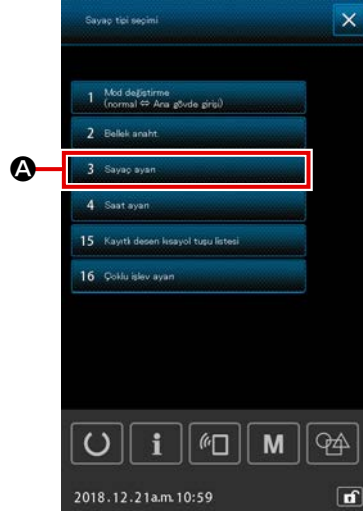 Sayaç tipi seçimi
1 Mod değiştirme
(normal ⇔ Ana gövde girişi)
2 Bellek anaht.
A
3 Sayaç ayarı
4 Saat ayarı
15 Kayıtlı desen kısayol tuşu listesi
16 Çoklu işlev ayarı
i
M
2018.12.21a.m.10:59